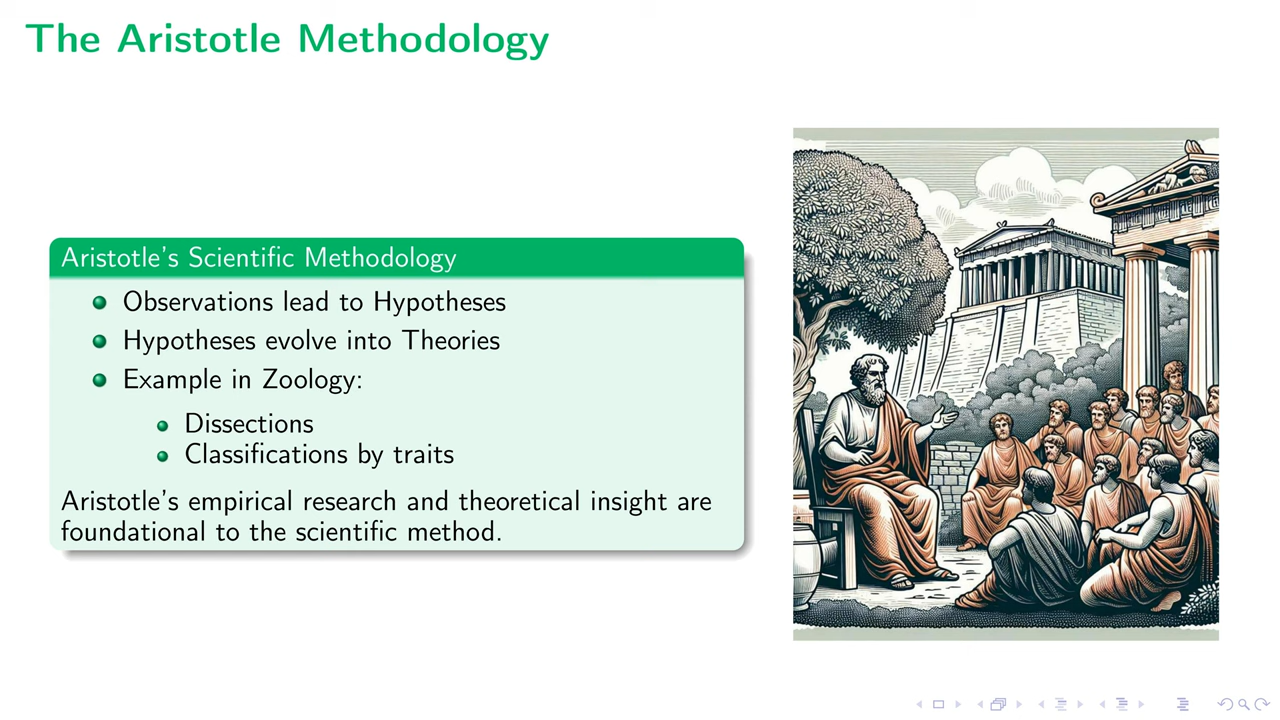 The Aristotle Methodology
Aristotle's Scientific Methodology
Observations lead to Hypotheses
Hypotheses evolve into Theories
Example in Zoology:
Dissections
Classifications by traits
Aristotle's empirical research and theoretical insight are
foundational to the scientific method.